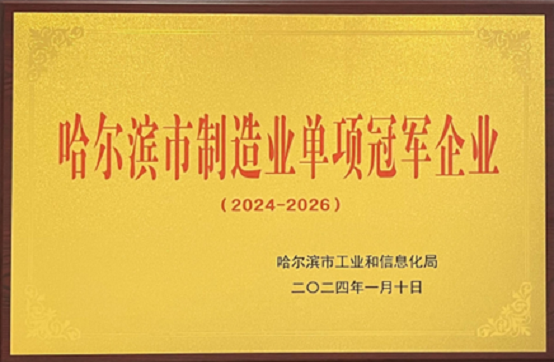 哈尔滨市制造业单项冠军企业
（2024-2026）
哈尔滨市工业和信息化局
二〇二四年一月十日